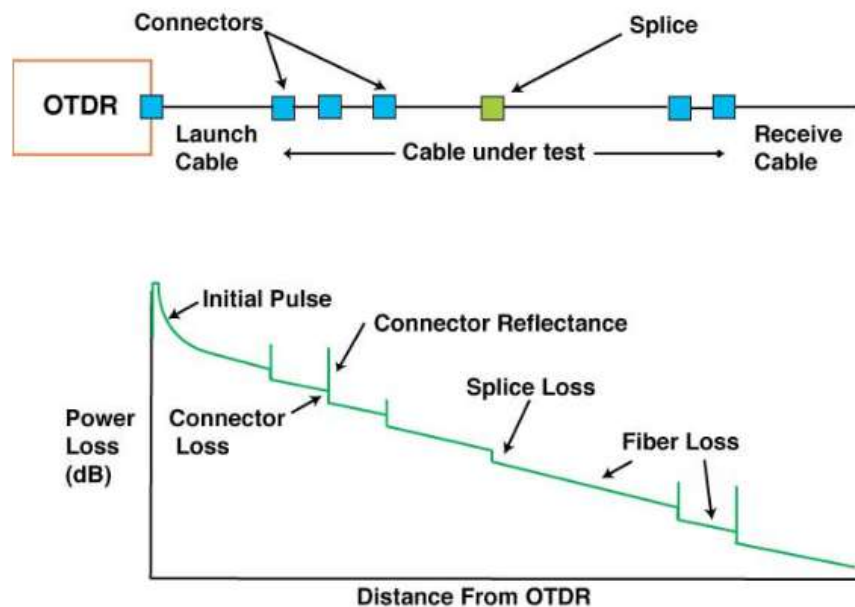 Connectors
Splice
OTDR
Launch
Cable
Cable under test
Receive
Cable
Initial Pulse
Connector Reflectance
Splice Loss
Connector
Loss
Fiber Loss
Power
Loss
(dB)
Distance From OTDR